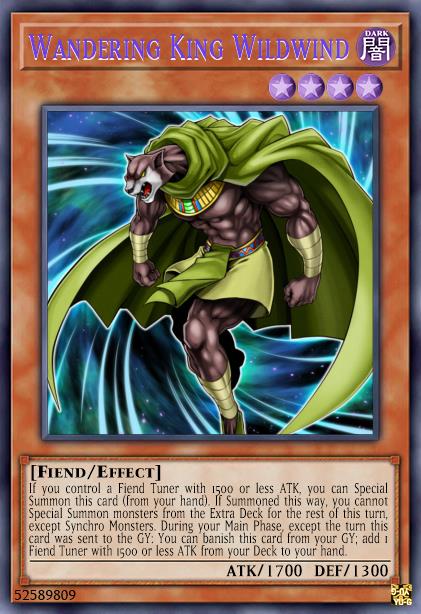 WANDERING KING WILDWIND
DARK
闇
[FIEND/EFFECT]
If you control a Fiend Tuner with 1500 or less ATK, you can Special
Summon this card (from your hand). If Summoned this way, you cannot
Special Summon monsters from the Extra Deck for the rest of this turn,
except Synchro Monsters. During your Main Phase, except the turn this
card was sent to the GY: You can banish this card from your GY; add 1
Fiend Tuner with 1500 or less ATK from your Deck to your hand.
ATK/1700 DEF/1300
52589809